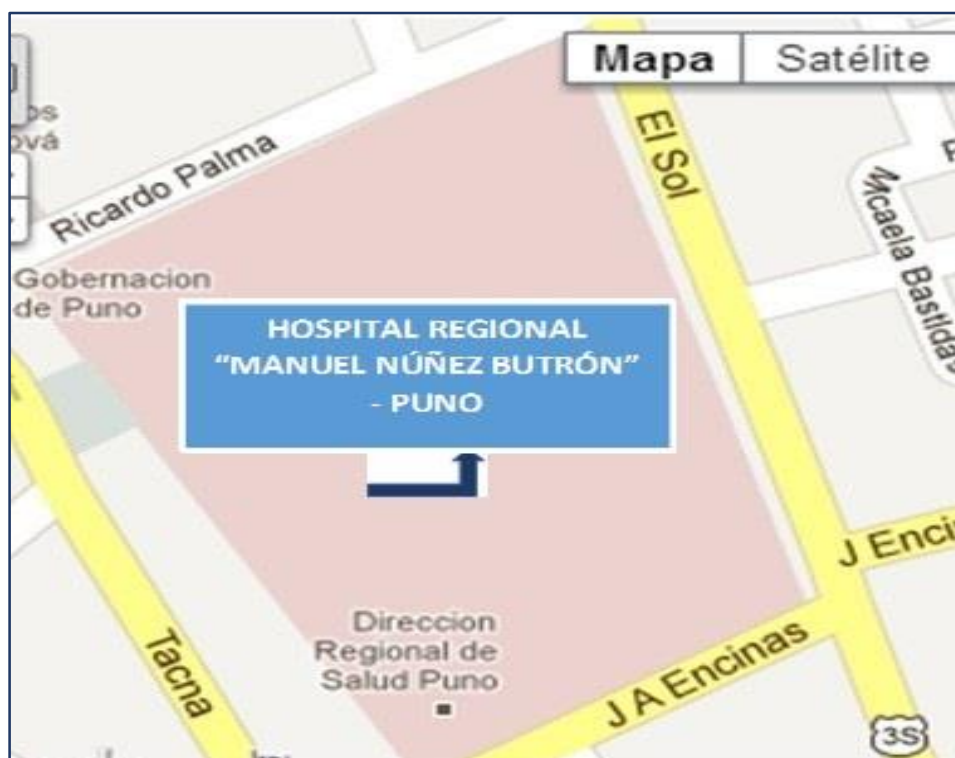 Mapa
Satélite
Ricardo Palma
El Sol
Gobernacion
de Puno
HOSPITAL REGIONAL
“MANUEL NÚÑEZ BUTRÓN”
- PUNO
Micaela Bastidas
J Encin
Direccion
Regional de
Salud Puno
Tacna
J A Encinas
3S